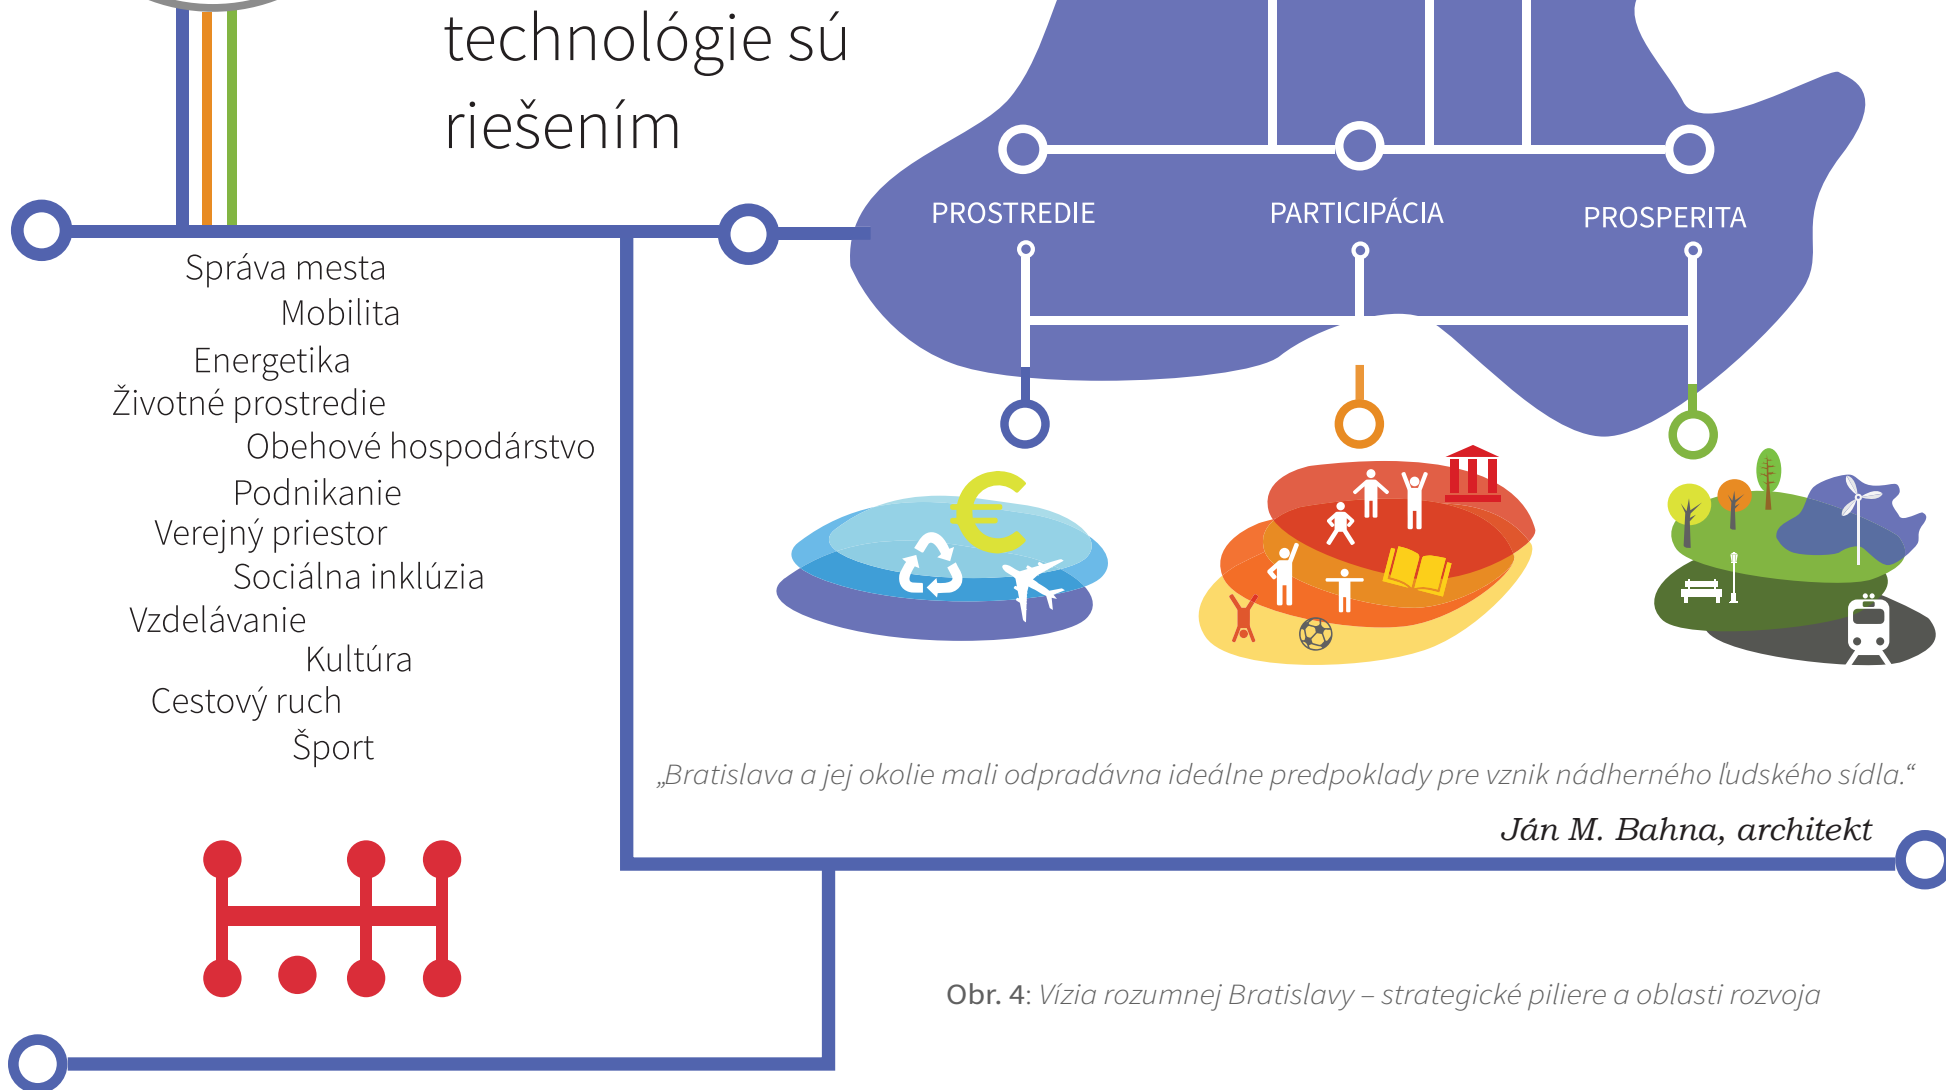 technológie sú
riešením
PROSTREDIE
PARTICIPÁCIA
PROSPERITA
Správa mesta
Mobilita
Energetika
Životné prostredie
Obehové hospodárstvo
Podnikanie
Verejný priestor
Sociálna inklúzia
Vzdelávanie
Kultúra
Cestový ruch
Šport
„Bratislava a jej okolie mali odpradávna ideálne predpoklady pre vznik nádherného ľudského sídla.“
Ján M. Bahna, architekt
Obr. 4: Vízia rozumnej Bratislavy – strategické piliere a oblasti rozvoja